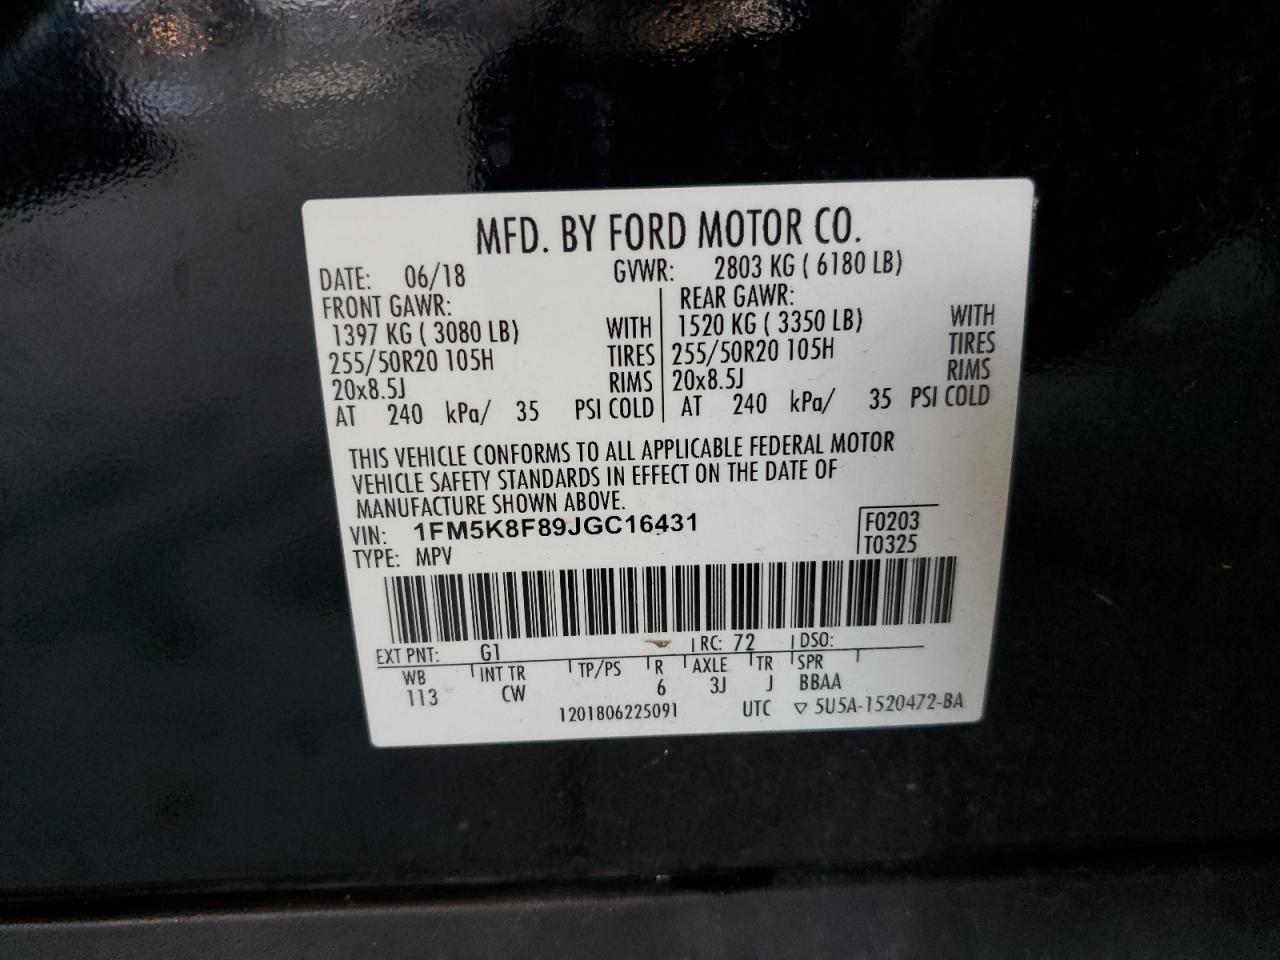 MFD. BY FORD MOTOR CO.
DATE: 06/18 GVWR: 2803 KG ( 6180 LB)
FRONT GAWR: REAR GAWR:
1397 KG ( 3080 LB) WITH 1520 KG ( 3350 LB) WITH
255/50R20 105H TIRES 255/50R20 105H TIRES
20x8.5J RIMS 20x8.5J RIMS
AT 240 kPa/ 35 PSI COLD AT 240 kPa/ 35 PSI COLD
THIS VEHICLE CONFORMS TO ALL APPLICABLE FEDERAL MOTOR
VEHICLE SAFETY STANDARDS IN EFFECT ON THE DATE OF
MANUFACTURE SHOWN ABOVE.
VIN: 1FM5K8F89JGC16431 F0203
TYPE: MPV T0325
EXT PNT: G1 RC: 72 DSO:
WB INT TR TP/PS R AXLE TR SPR
113 CW 6 3J J BBAA
1201806225091 UTC ▽ 5U5A-1520472-BA